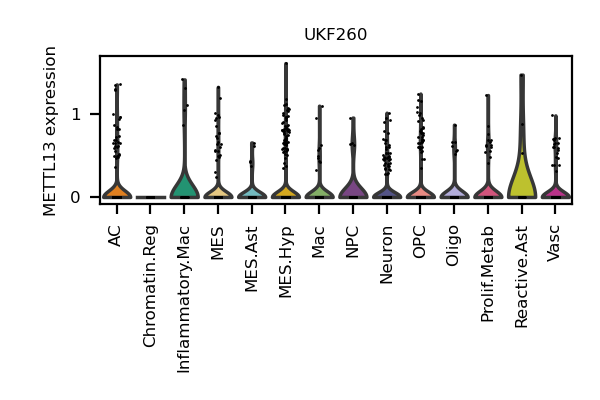 UKF260
METTL13 expression
1
0
AC
Chromatin.Reg
Inflammatory.Mac
MES
MES.Ast
MES.Hyp
Mac
NPC
Neuron
OPC
Oligo
Prolif.Metab
Reactive.Ast
Vasc